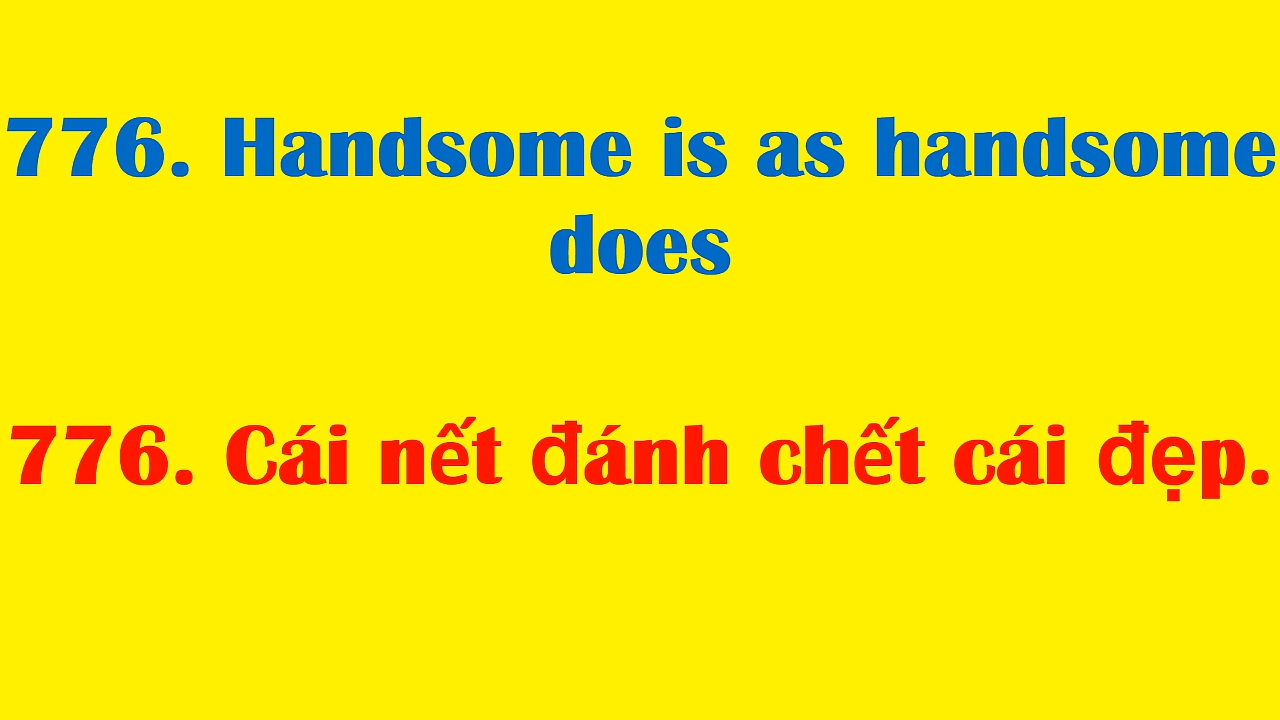 776. Handsome is as handsome
does
776. Cái nết đánh chết cái đẹp.